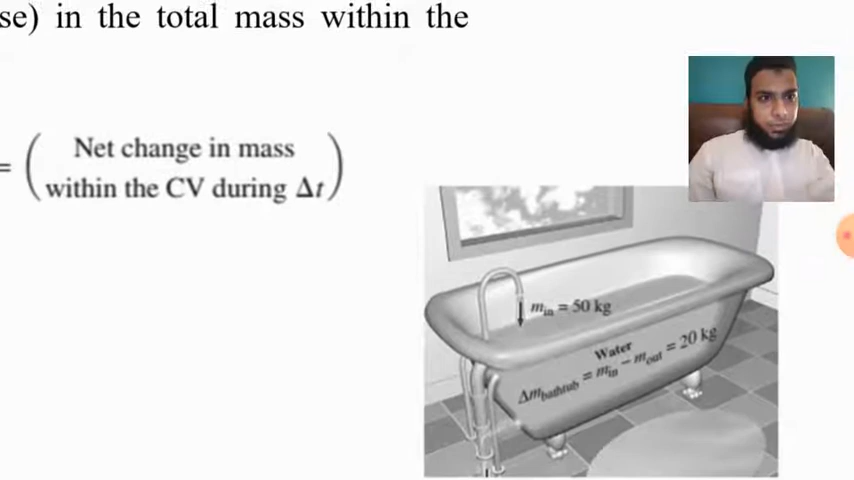 se) in the total mass within the
= ( Net change in mass
within the CV during Δt )
m_in = 50 kg
Water
Δm_bathtub = m_in − m_out = 20 kg